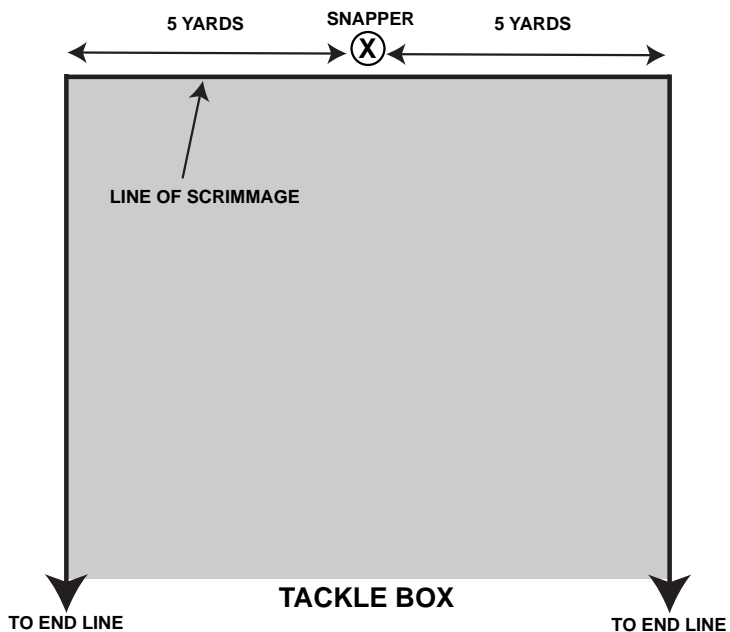 SNAPPER
5 YARDS 5 YARDS
X
LINE OF SCRIMMAGE
TACKLE BOX
TO END LINE TO END LINE